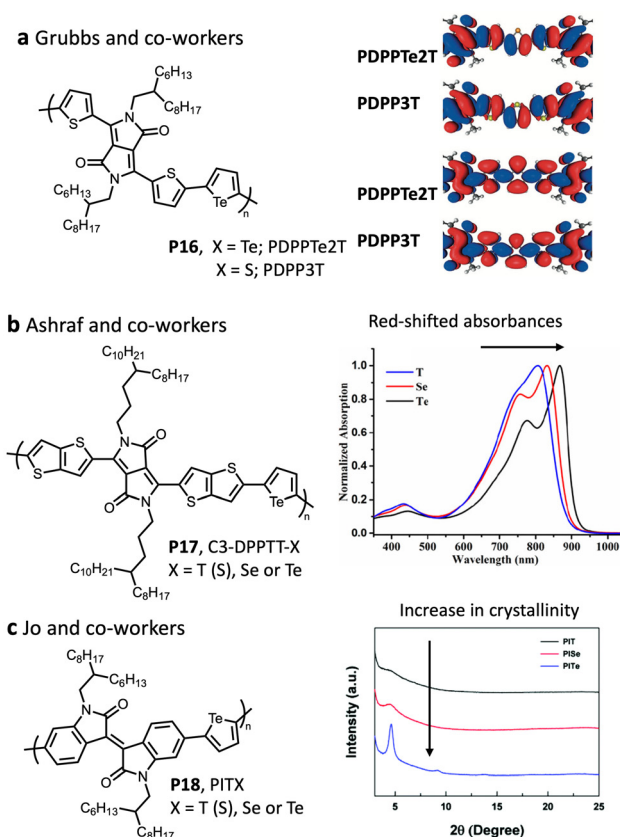 a Grubbs and co-workers
C₆H₁₃
C₈H₁₇
S
N
O
O
N
S
C₆H₁₃
C₈H₁₇
Te
n
P16, X = Te; PDPPTe2T
X = S; PDPP3T
PDPPTe2T
PDPP3T
PDPPTe2T
PDPP3T
b Ashraf and co-workers
C₁₀H₂₁
C₈H₁₇
N
O
S
S
S
S
O
N
Te
n
C₁₀H₂₁
C₈H₁₇
P17, C3-DPPTT-X
X = T (S), Se or Te
Red-shifted absorbances
T
Se
Te
Normalized Absorption
1.0
0.8
0.6
0.4
0.2
0.0
400 500 600 700 800 900 1000
Wavelength (nm)
c Jo and co-workers
C₈H₁₇
C₆H₁₃
N
O
Te
n
O
N
C₆H₁₃
C₈H₁₇
P18, PITX
X = T (S), Se or Te
Increase in crystallinity
PIT
PISe
PITe
Intensity (a.u.)
5 10 15 20 25
2θ (Degree)